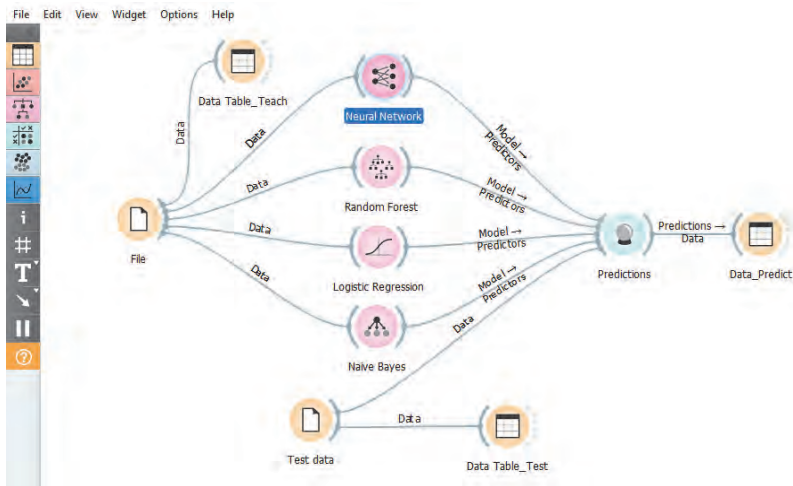 File Edit View Widget Options Help
Data Table_Teach
Data
Neural Network
Data
Model →
Predictors
Data
Random Forest
Model →
Predictors
File
Data
Logistic Regression
Model →
Predictors
Predictions
Predictions →
Data
Data_Predict
Data
Naive Bayes
Model →
Predictors
Data
Test data
Data
Data Table_Test
i
#
T
?